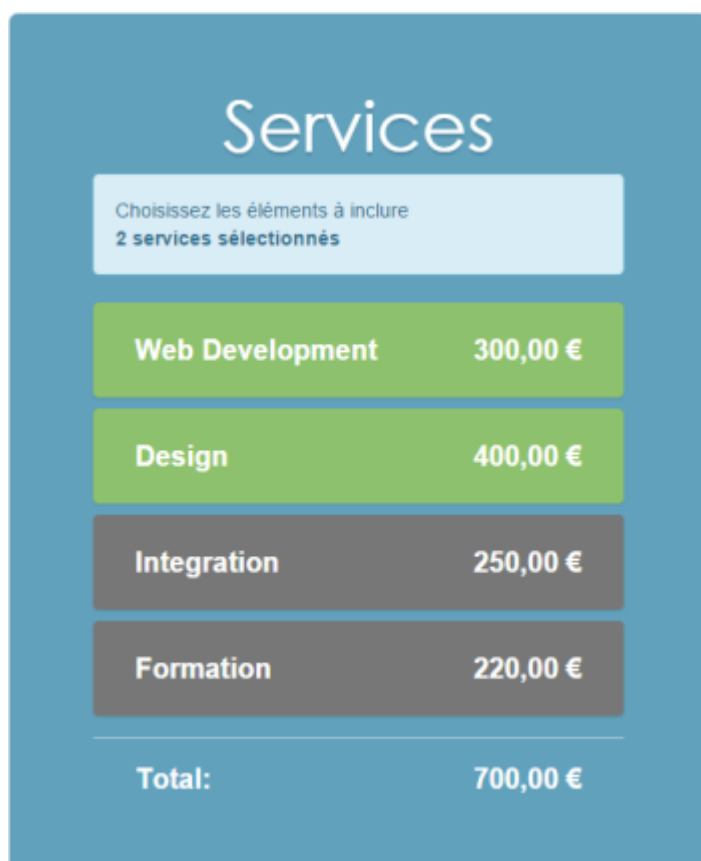 Services
Choisissez les éléments à inclure
2 services sélectionnés
Web Development 300,00 €
Design 400,00 €
Integration 250,00 €
Formation 220,00 €
Total: 700,00 €